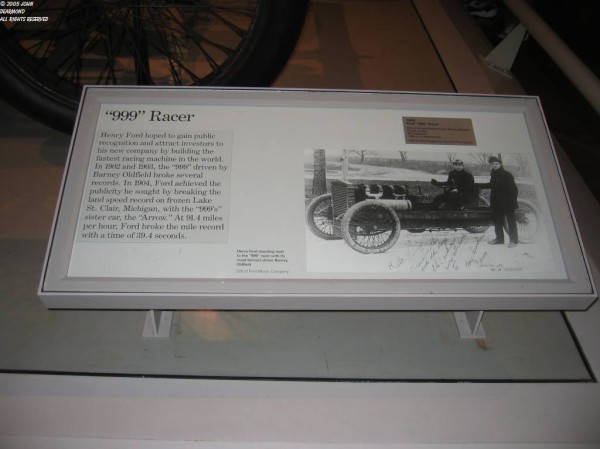 © 2005 JOHN
DEARMOND
ALL RIGHTS RESERVED
"999" Racer
Henry Ford hoped to gain public
recognition and attract investors to
his new company by building the
fastest racing machine in the world.
In 1902 and 1903, the "999" driven by
Barney Oldfield broke several
records. In 1904, Ford achieved the
publicity he sought by breaking the
land speed record on frozen Lake
St. Clair, Michigan, with the "999's"
sister car, the "Arrow." At 91.4 miles
per hour, Ford broke the mile record
with a time of 39.4 seconds.
Henry Ford standing next
to the "999" racer with its
most famous driver, Barney
Oldfield
Gift of Ford Motor Company